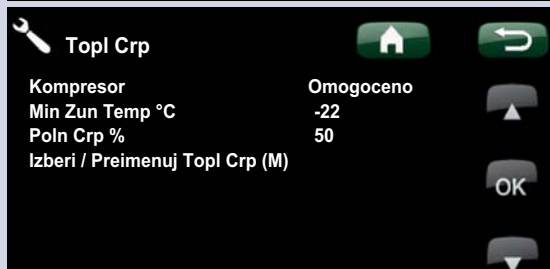 Topl Crp
Kompresor Omogoceno
Min Zun Temp °C -22
Poln Crp % 50
Izberi / Preimenuj Topl Crp (M)
OK